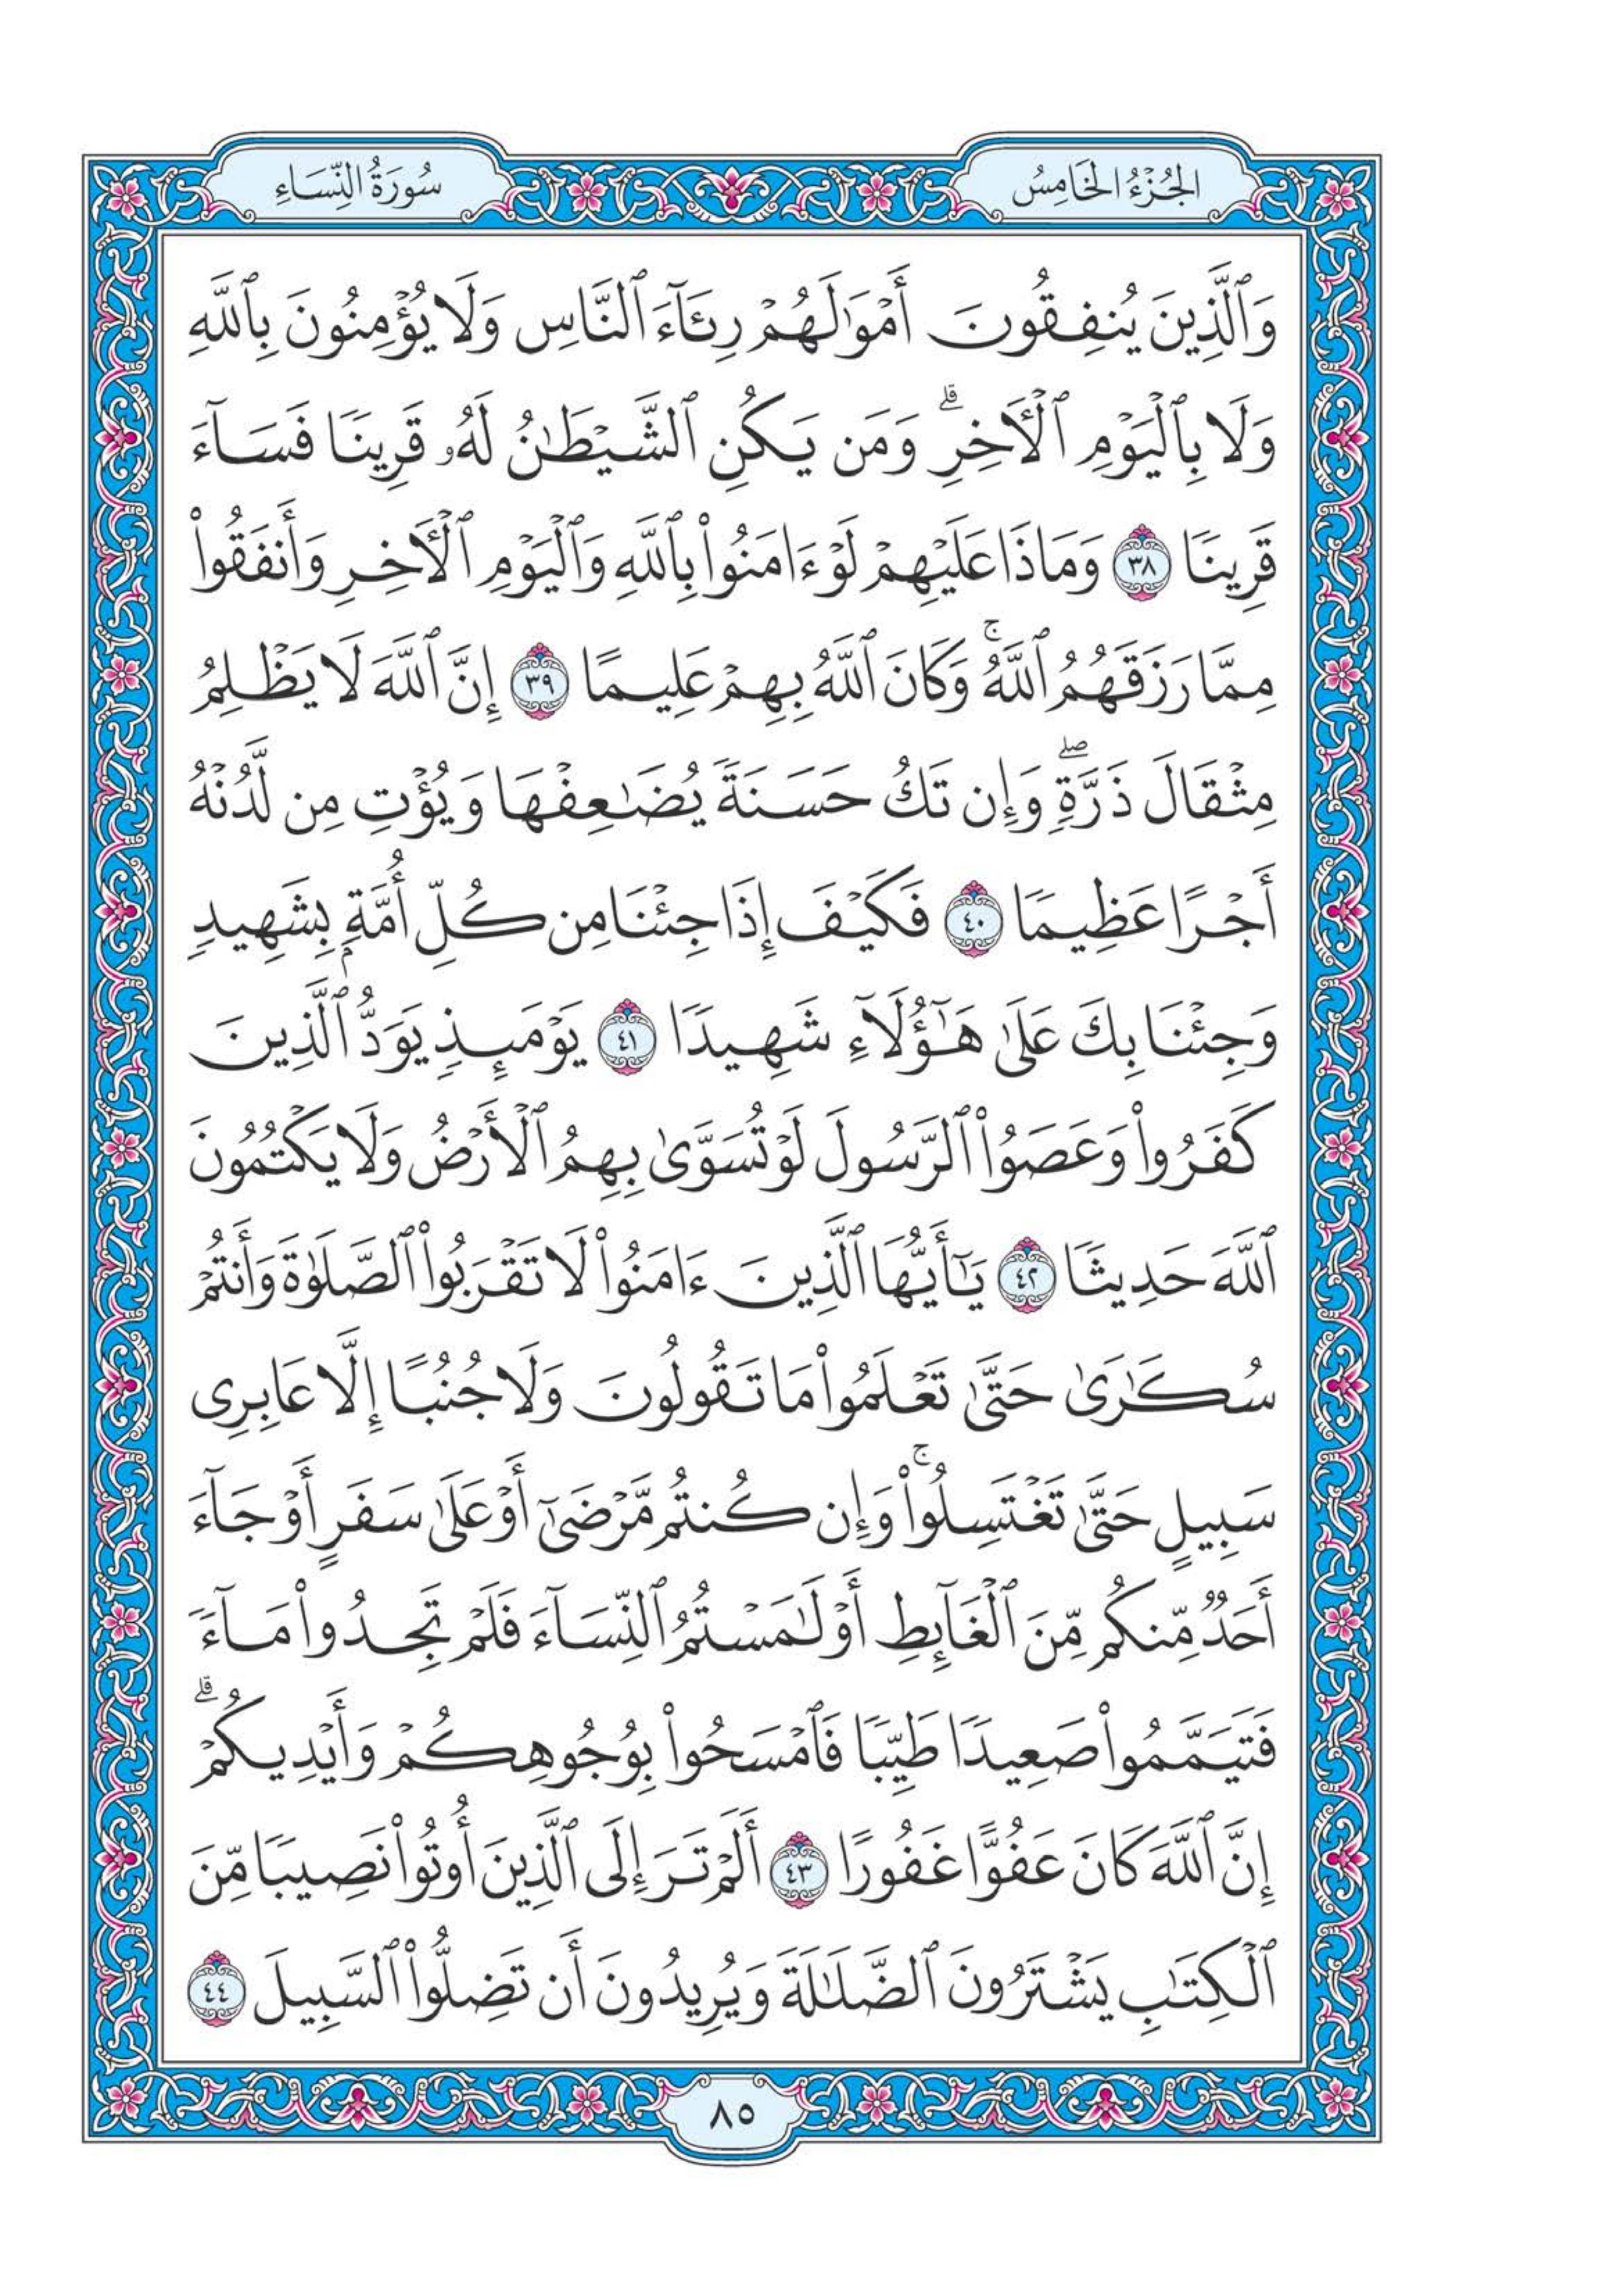 الجُزْءُ الخَامِسُ
سُورَةُ النِّسَاءِ
وَٱلَّذِينَ يُنفِقُونَ أَمْوَٰلَهُمْ رِئَآءَ ٱلنَّاسِ وَلَا يُؤْمِنُونَ بِٱللَّهِ
وَلَا بِٱلْيَوْمِ ٱلْأَخِرِ ۗ وَمَن يَكُنِ ٱلشَّيْطَٰنُ لَهُۥ قَرِينًا فَسَآءَ
قَرِينًا ٣٨ وَمَاذَا عَلَيْهِمْ لَوْ ءَامَنُوا۟ بِٱللَّهِ وَٱلْيَوْمِ ٱلْأَخِرِ وَأَنفَقُوا۟
مِمَّا رَزَقَهُمُ ٱللَّهُ ۚ وَكَانَ ٱللَّهُ بِهِمْ عَلِيمًا ٣٩ إِنَّ ٱللَّهَ لَا يَظْلِمُ
مِثْقَالَ ذَرَّةٍ ۖ وَإِن تَكُ حَسَنَةً يُضَٰعِفْهَا وَيُؤْتِ مِن لَّدُنْهُ
أَجْرًا عَظِيمًا ٤٠ فَكَيْفَ إِذَا جِئْنَا مِن كُلِّ أُمَّةٍۭ بِشَهِيدٍ
وَجِئْنَا بِكَ عَلَىٰ هَٰٓؤُلَآءِ شَهِيدًا ٤١ يَوْمَئِذٍ يَوَدُّ ٱلَّذِينَ
كَفَرُوا۟ وَعَصَوُا۟ ٱلرَّسُولَ لَوْ تُسَوَّىٰ بِهِمُ ٱلْأَرْضُ وَلَا يَكْتُمُونَ
ٱللَّهَ حَدِيثًا ٤٢ يَٰٓأَيُّهَا ٱلَّذِينَ ءَامَنُوا۟ لَا تَقْرَبُوا۟ ٱلصَّلَوٰةَ وَأَنتُمْ
سُكَٰرَىٰ حَتَّىٰ تَعْلَمُوا۟ مَا تَقُولُونَ وَلَا جُنُبًا إِلَّا عَابِرِى
سَبِيلٍ حَتَّىٰ تَغْتَسِلُوا۟ ۚ وَإِن كُنتُم مَّرْضَىٰٓ أَوْ عَلَىٰ سَفَرٍ أَوْ جَآءَ
أَحَدٌ مِّنكُم مِّنَ ٱلْغَآئِطِ أَوْ لَٰمَسْتُمُ ٱلنِّسَآءَ فَلَمْ تَجِدُوا۟ مَآءً
فَتَيَمَّمُوا۟ صَعِيدًا طَيِّبًا فَٱمْسَحُوا۟ بِوُجُوهِكُمْ وَأَيْدِيكُمْ ۗ
إِنَّ ٱللَّهَ كَانَ عَفُوًّا غَفُورًا ٤٣ أَلَمْ تَرَ إِلَى ٱلَّذِينَ أُوتُوا۟ نَصِيبًا مِّنَ
ٱلْكِتَٰبِ يَشْتَرُونَ ٱلضَّلَٰلَةَ وَيُرِيدُونَ أَن تَضِلُّوا۟ ٱلسَّبِيلَ ٤٤
٨٥